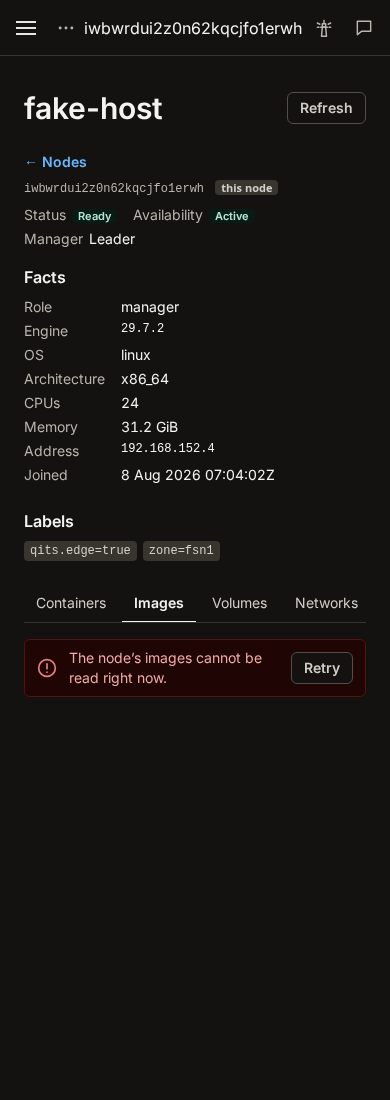 iwbwrdui2z0n62kqcjfo1erwh
fake-host
Refresh
← Nodes
iwbwrdui2z0n62kqcjfo1erwh this node
Status Ready Availability Active
Manager Leader
Facts
Role manager
Engine 29.7.2
OS linux
Architecture x86_64
CPUs 24
Memory 31.2 GiB
Address 192.168.152.4
Joined 8 Aug 2026 07:04:02Z
Labels
qits.edge=true zone=fsn1
Containers Images Volumes Networks
The node’s images cannot be
read right now.
Retry